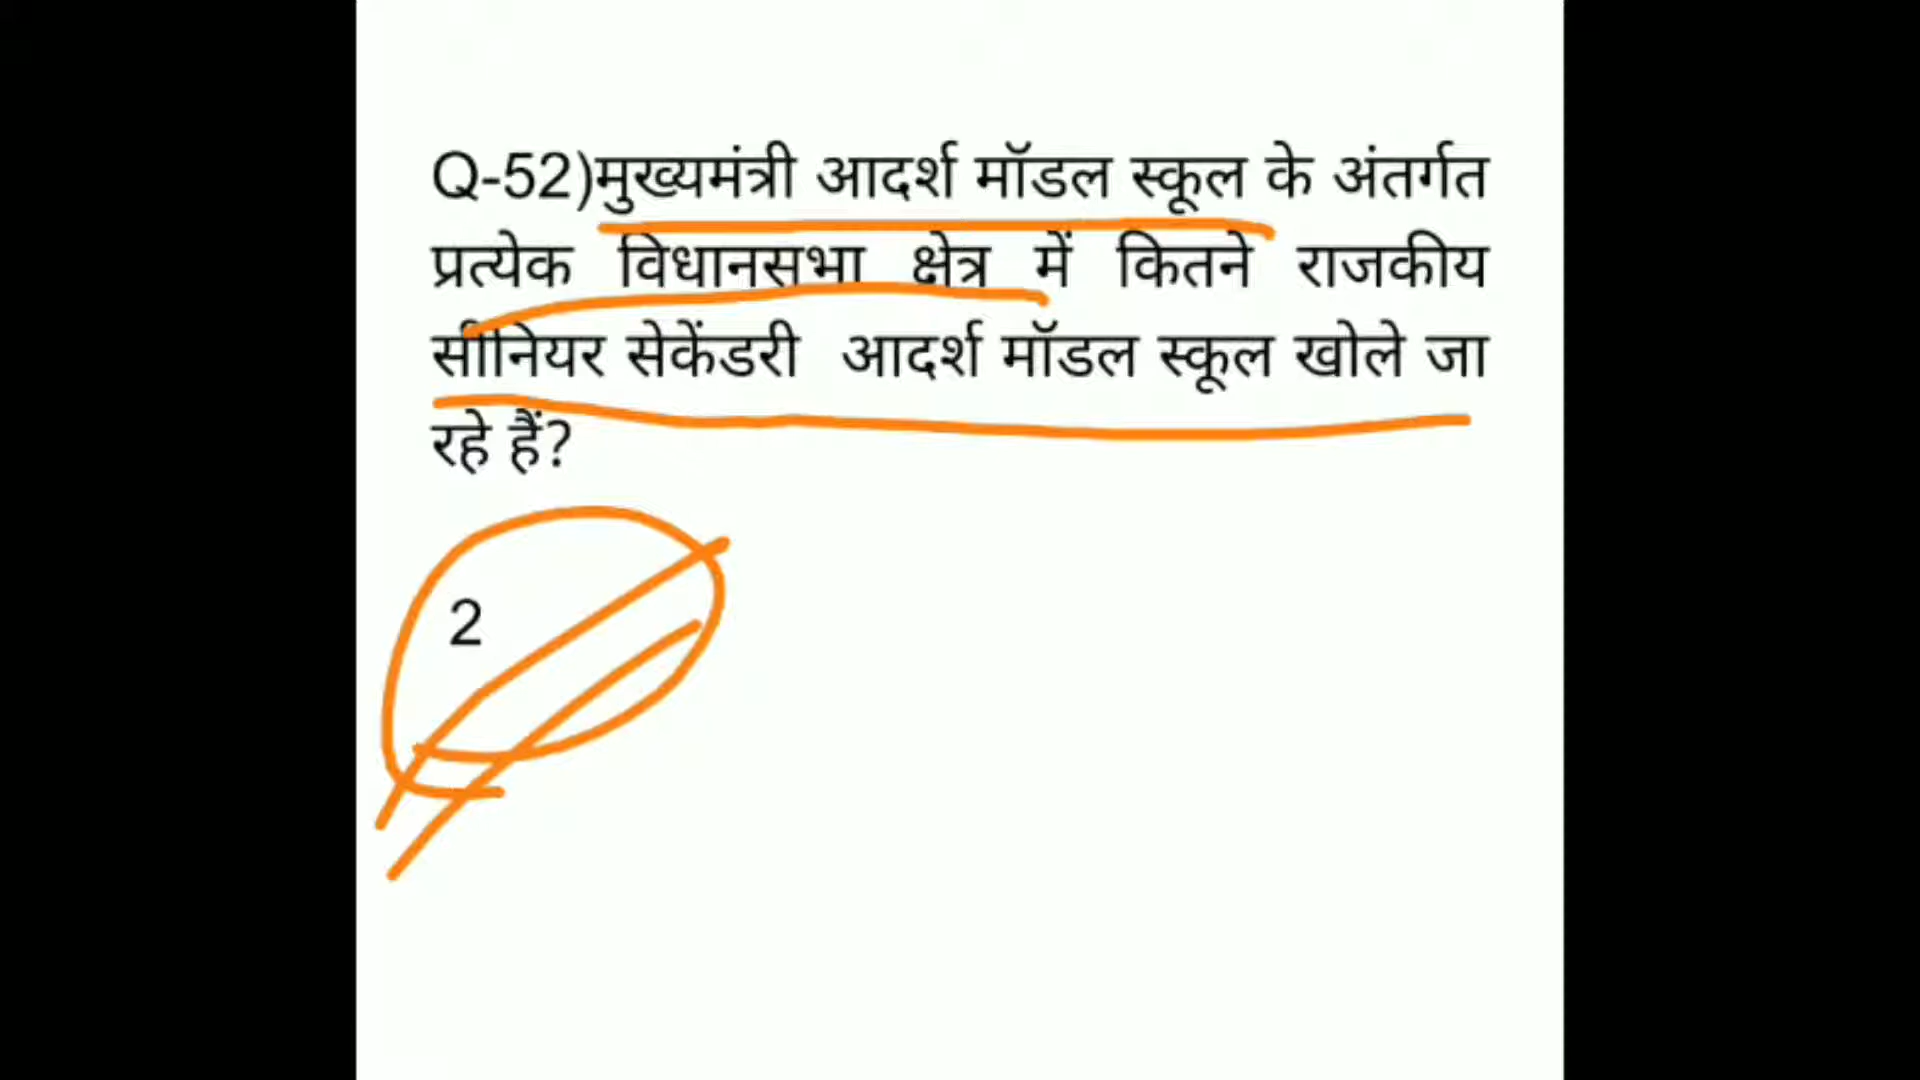 Q-52)मुख्यमंत्री आदर्श मॉडल स्कूल के अंतर्गत
प्रत्येक विधानसभा क्षेत्र में कितने राजकीय
सीनियर सेकेंडरी आदर्श मॉडल स्कूल खोले जा
रहे हैं?
2